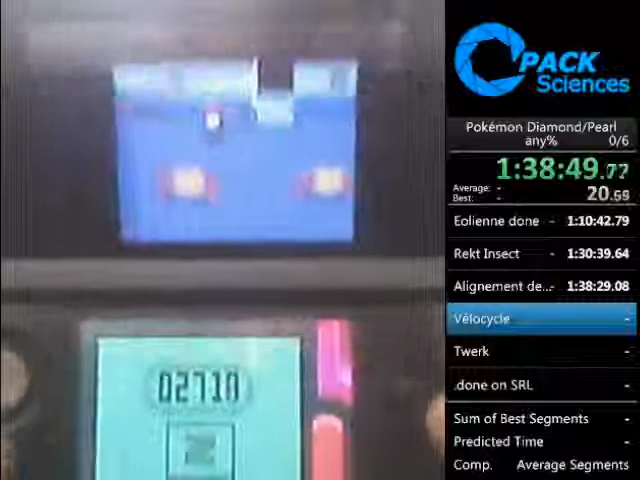 PACK
Sciences
Pokémon Diamond/Pearl
any% 0/6
1:38:49.77
Average: -
Best: - 20.59
Eolienne done - 1:10:42.79
Rekt Insect - 1:30:39.64
Alignement de... - 1:38:29.08
Vélocycle -
Twerk -
.done on SRL -
Sum of Best Segments -
Predicted Time -
Comp. Average Segments
02710